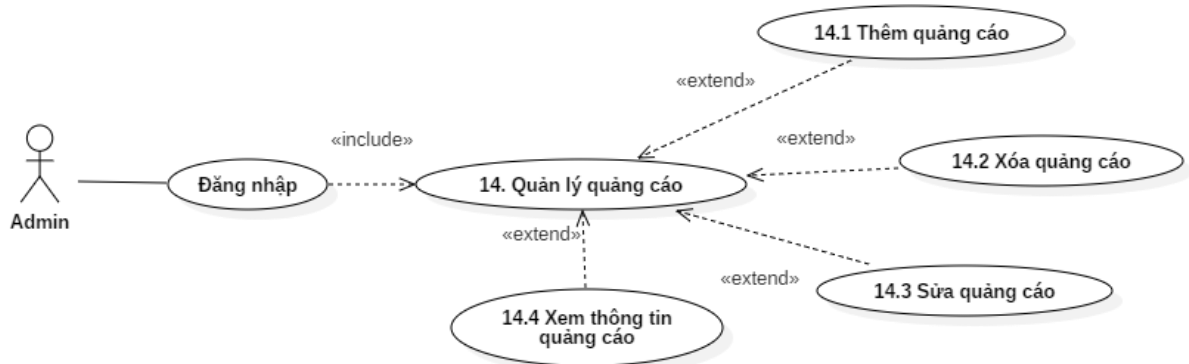 14.1 Thêm quảng cáo
«extend»
«include»
«extend»
14.2 Xóa quảng cáo
Đăng nhập
14. Quản lý quảng cáo
Admin
«extend»
«extend»
14.3 Sửa quảng cáo
14.4 Xem thông tin
quảng cáo